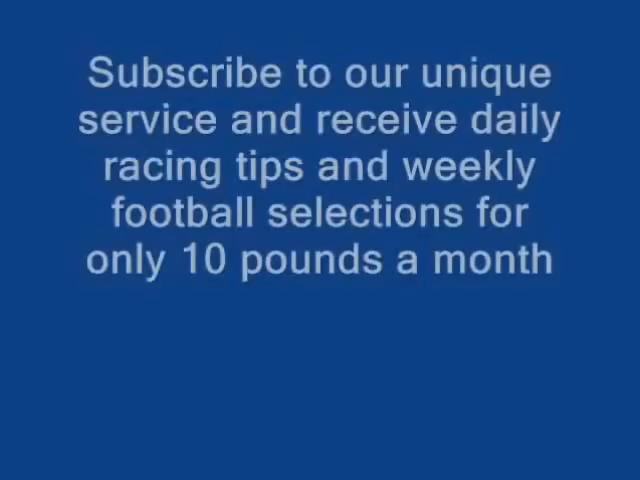 Subscribe to our unique
service and receive daily
racing tips and weekly
football selections for
only 10 pounds a month